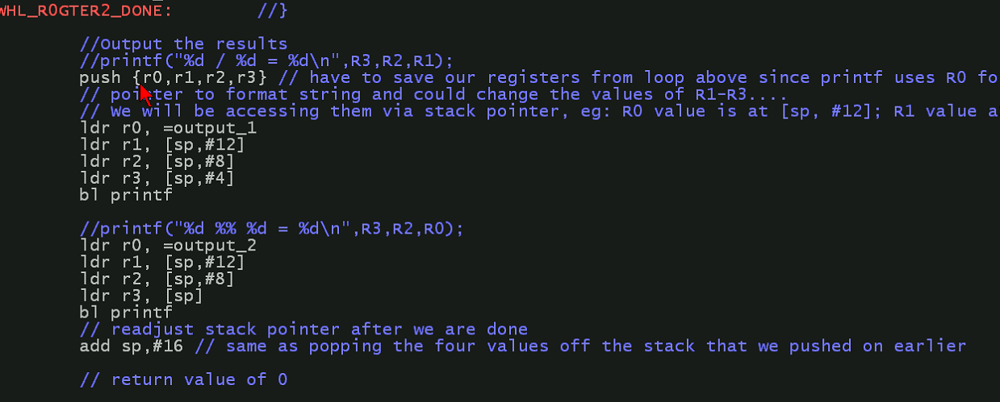 WHL_R0GTER2_DONE: //}
//Output the results
//printf("%d / %d = %d\n",R3,R2,R1);
push {r0,r1,r2,r3} // have to save our registers from loop above since printf uses R0 fo
// pointer to format string and could change the values of R1-R3....
// We will be accessing them via stack pointer, eg: R0 value is at [sp, #12]; R1 value a
ldr r0, =output_1
ldr r1, [sp,#12]
ldr r2, [sp,#8]
ldr r3, [sp,#4]
bl printf
//printf("%d %% %d = %d\n",R3,R2,R0);
ldr r0, =output_2
ldr r1, [sp,#12]
ldr r2, [sp,#8]
ldr r3, [sp]
bl printf
// readjust stack pointer after we are done
add sp,#16 // same as popping the four values off the stack that we pushed on earlier
// return value of 0